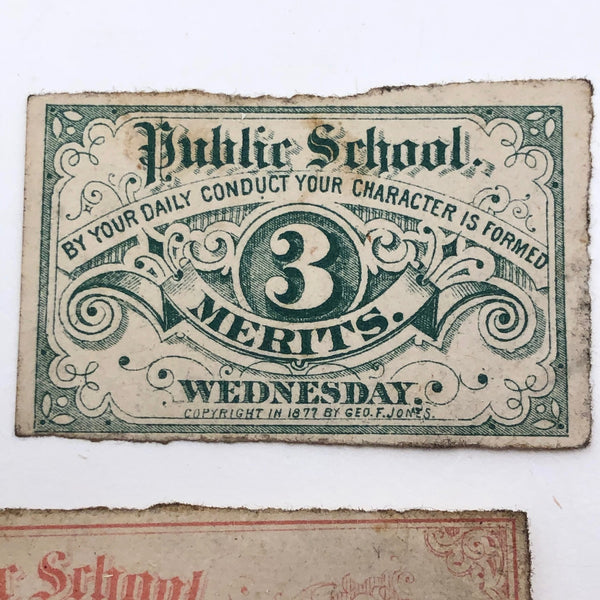 Public School.
BY YOUR DAILY CONDUCT YOUR CHARACTER IS FORMED
3
MERITS.
WEDNESDAY.
COPYRIGHT IN 1877 BY GEO. F. JONES.
School